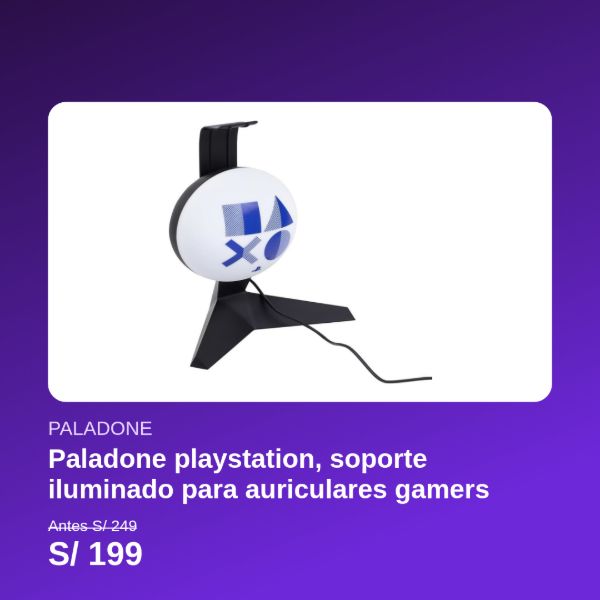 PALADONE
Paladone playstation, soporte
iluminado para auriculares gamers
Antes S/ 249
S/ 199